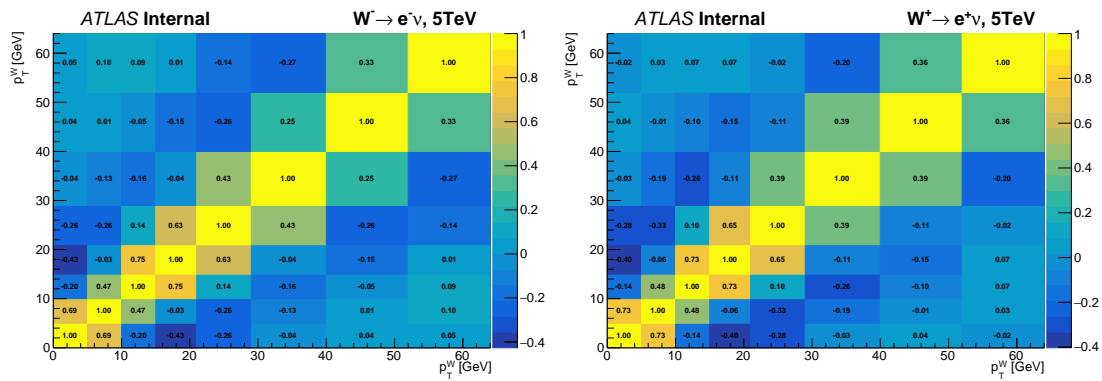 ATLAS Internal W⁻→ e⁻ν, 5TeV
p_T^W [GeV]
60 0.05 0.10 0.09 0.01 -0.14 -0.27 0.33 1.00 1
50 0.8
0.04 0.01 -0.05 -0.15 -0.26 0.25 1.00 0.33
40 0.6
-0.04 -0.13 -0.16 -0.04 0.43 1.00 0.25 -0.27 0.4
30
-0.26 -0.26 0.14 0.63 1.00 0.43 -0.26 -0.14 0.2
20
-0.43 -0.03 0.75 1.00 0.63 -0.04 -0.15 0.01 0
-0.20 0.47 1.00 0.75 0.14 -0.16 -0.05 0.09
10 −0.2
0.69 1.00 0.47 -0.03 -0.26 -0.13 0.01 0.10
0 1.00 0.69 -0.20 -0.43 -0.26 -0.04 0.04 0.05 −0.4
0 10 20 30 40 50 60
p_T^W [GeV]
ATLAS Internal W⁺→ e⁺ν, 5TeV
p_T^W [GeV]
60 -0.02 0.03 0.07 0.07 -0.02 -0.20 0.36 1.00 1
50 0.8
0.04 -0.01 -0.10 -0.15 -0.11 0.39 1.00 0.36
40 0.6
-0.03 -0.19 -0.26 -0.11 0.39 1.00 0.39 -0.20 0.4
30
-0.28 -0.33 0.10 0.65 1.00 0.39 -0.11 -0.02 0.2
20
-0.40 -0.06 0.73 1.00 0.65 -0.11 -0.15 0.07 0
-0.14 0.48 1.00 0.73 0.10 -0.26 -0.10 0.07
10 −0.2
0.73 1.00 0.48 -0.06 -0.33 -0.19 -0.01 0.03
0 1.00 0.73 -0.14 -0.40 -0.28 -0.03 0.04 -0.02 −0.4
0 10 20 30 40 50 60
p_T^W [GeV]